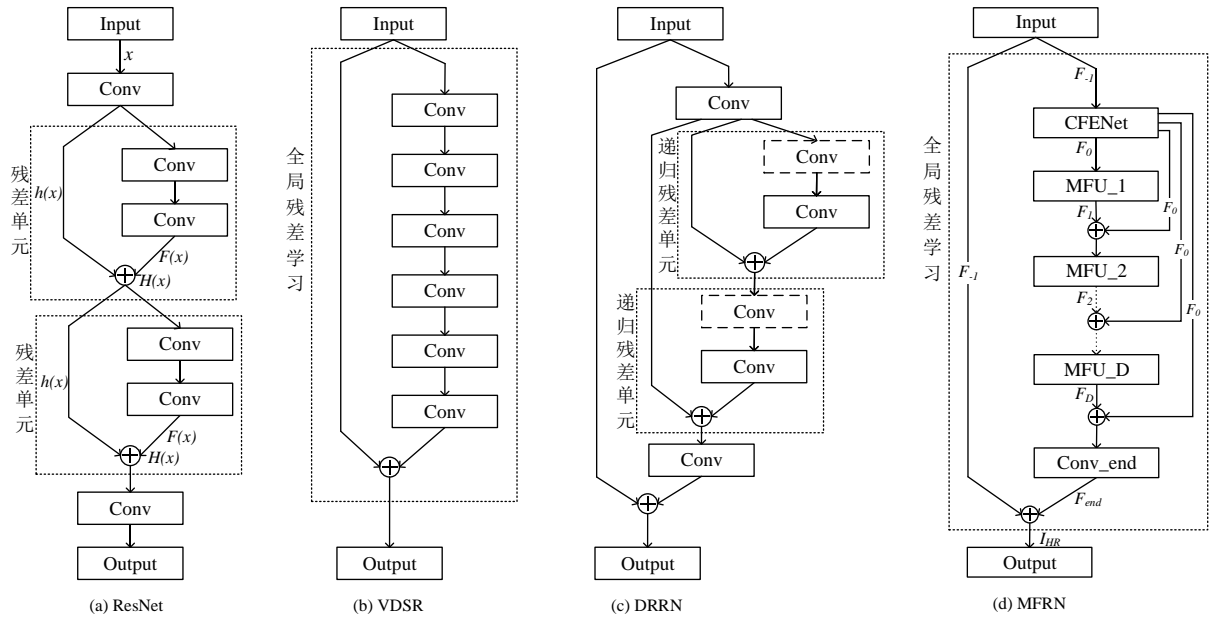 Input
x
Conv
残差单元
h(x)
Conv
Conv
F(x)
H(x)
残差单元
h(x)
Conv
Conv
F(x)
H(x)
Conv
Output
(a) ResNet
Input
全局残差学习
Conv
Conv
Conv
Conv
Conv
Conv
Output
(b) VDSR
Input
Conv
递归残差单元
Conv
Conv
递归残差单元
Conv
Conv
Conv
Output
(c) DRRN
Input
全局残差学习
F-1
F-1
CFENet
F0
MFU_1
F1
F0
MFU_2
F0
F2
F0
MFU_D
FD
Conv_end
Fend
IHR
Output
(d) MFRN